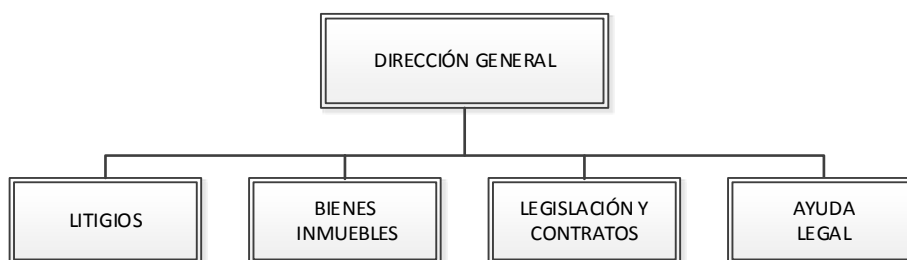 DIRECCIÓN GENERAL
LITIGIOS
BIENES
INMUEBLES
LEGISLACIÓN Y
CONTRATOS
AYUDA
LEGAL